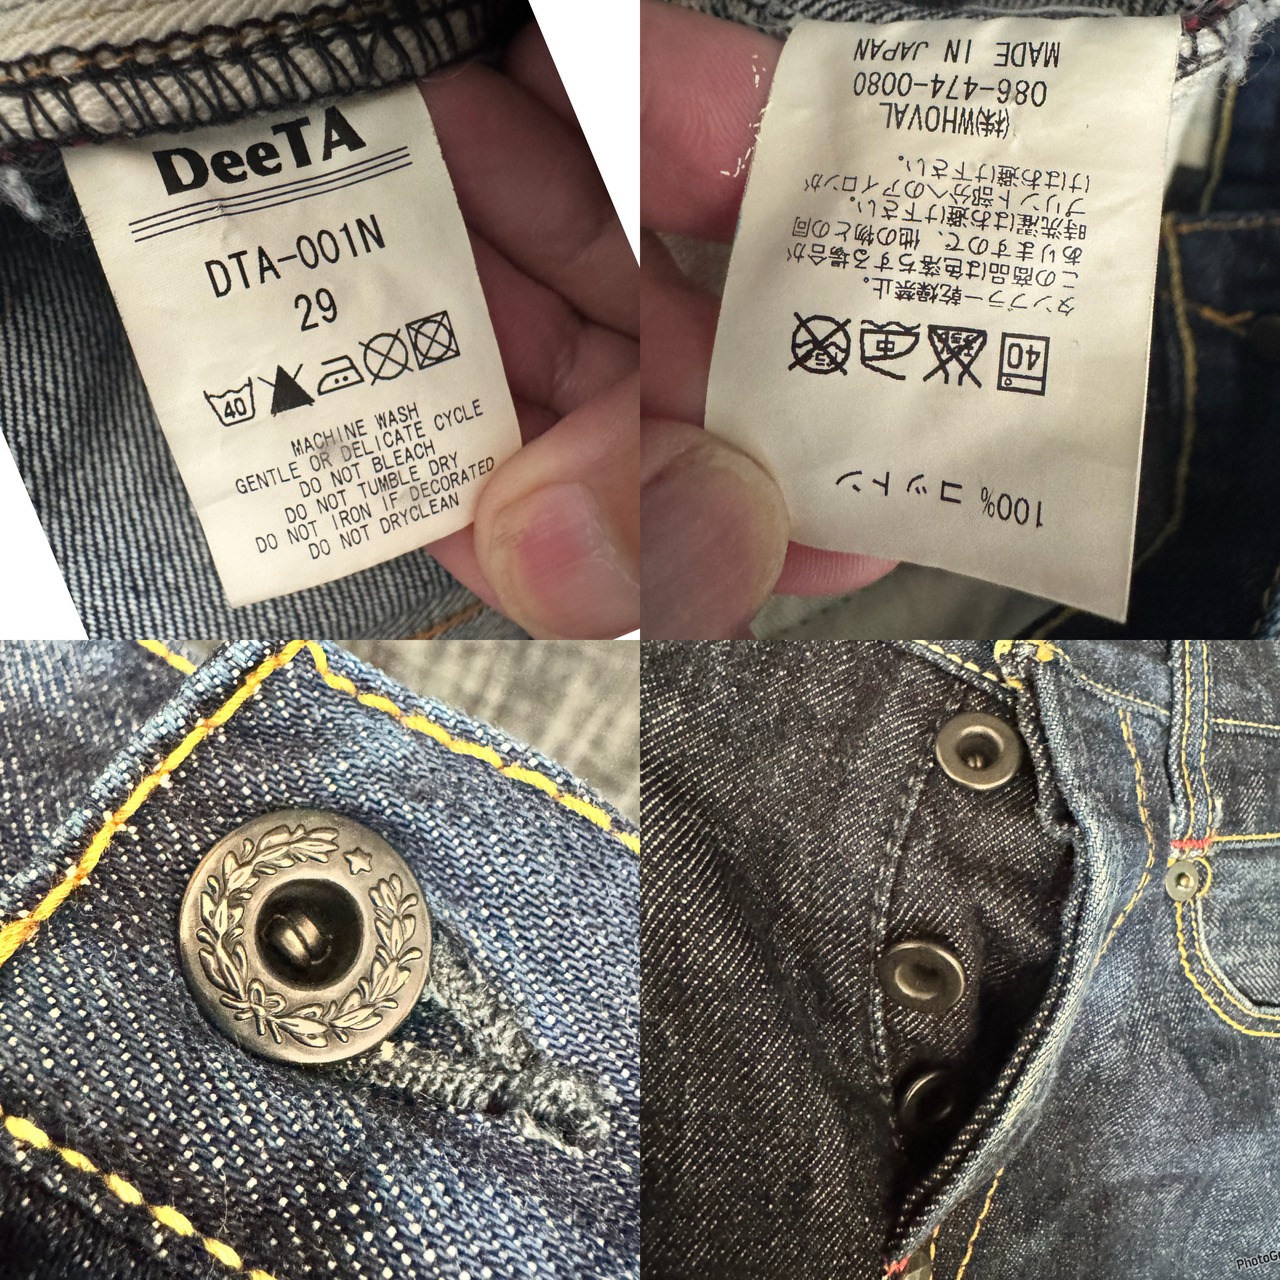 DeeTA
DTA-001N
29
40
MACHINE WASH
GENTLE OR DELICATE CYCLE
DO NOT BLEACH
DO NOT TUMBLE DRY
DO NOT IRON IF DECORATED
DO NOT DRYCLEAN
100% コットン
40
中
タンブラー乾燥禁止。
この商品は色落ちする場合が
ありますので、他の物との同
時洗濯はお避け下さい。
プリント部分へのアイロンが
けはお避け下さい。
㈱WHOVAL
086-474-0080
MADE IN JAPAN